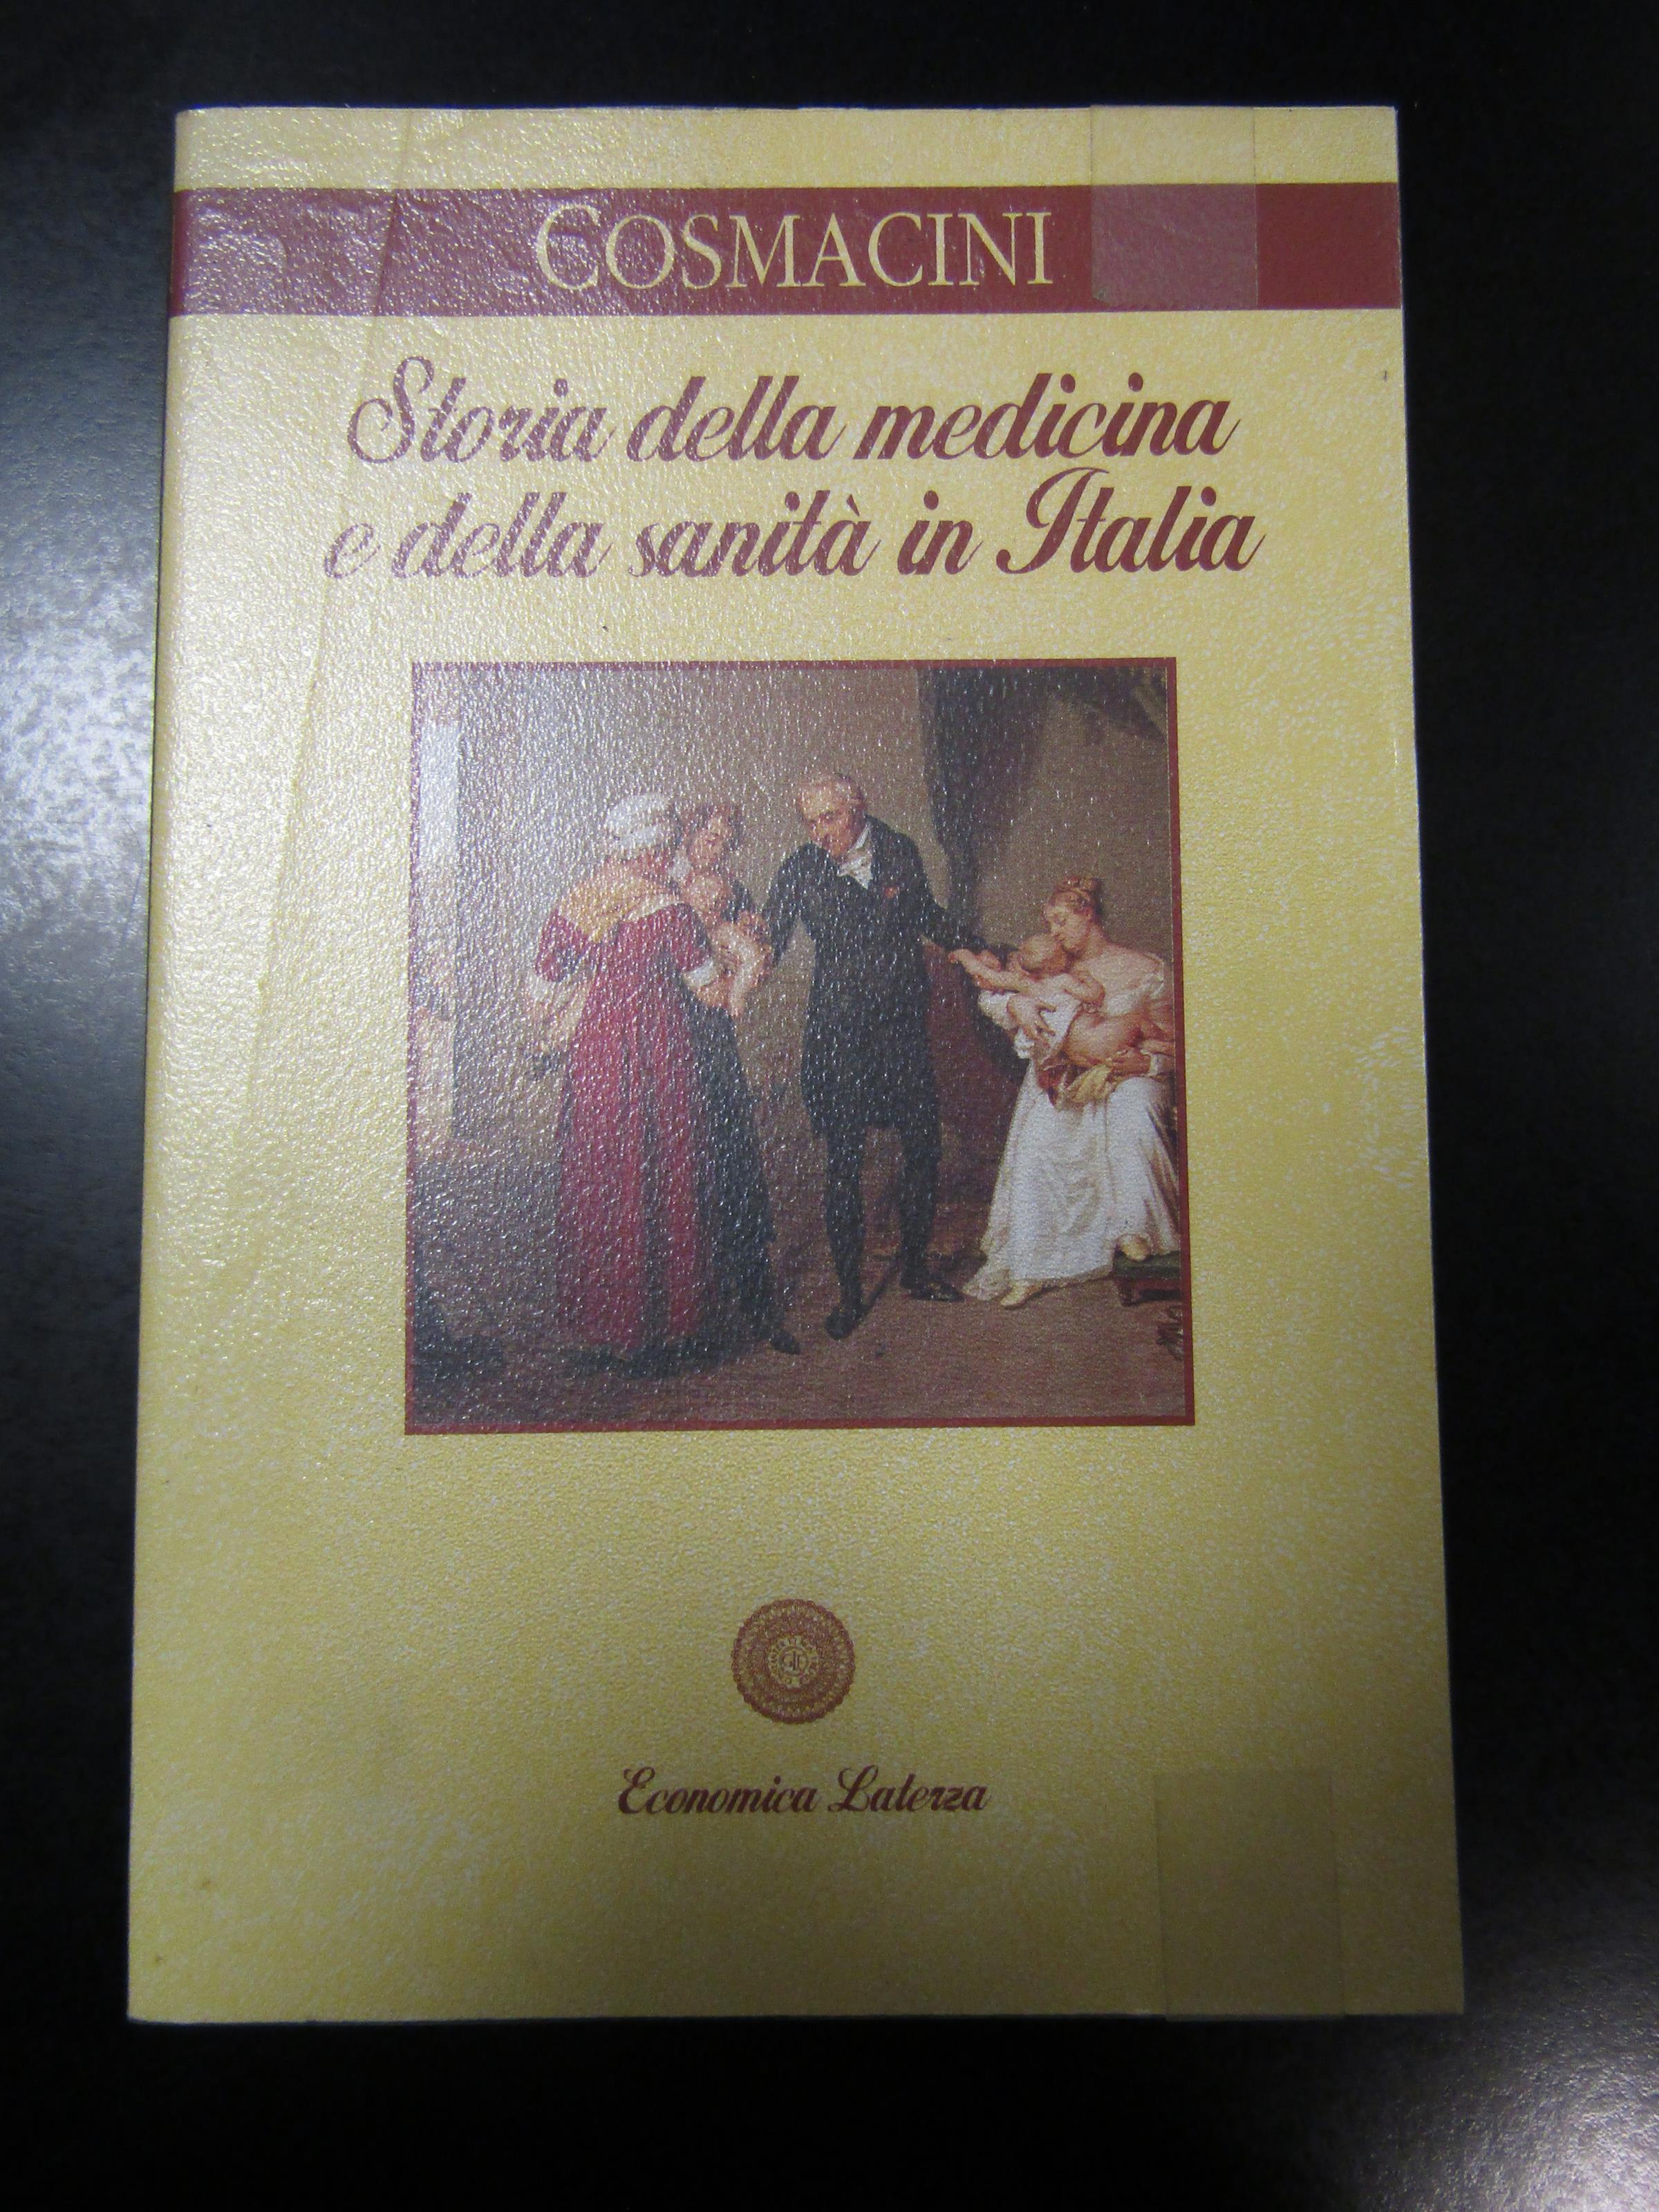 COSMACINI
Storia della medicina
e della sanità in Italia
Economica Laterza